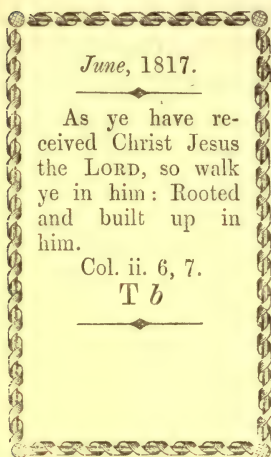 June, 1817.
As ye have re-
ceived Christ Jesus
the LORD, so walk
ye in him : Rooted
and built up in
him.
Col. ii. 6, 7.
T b